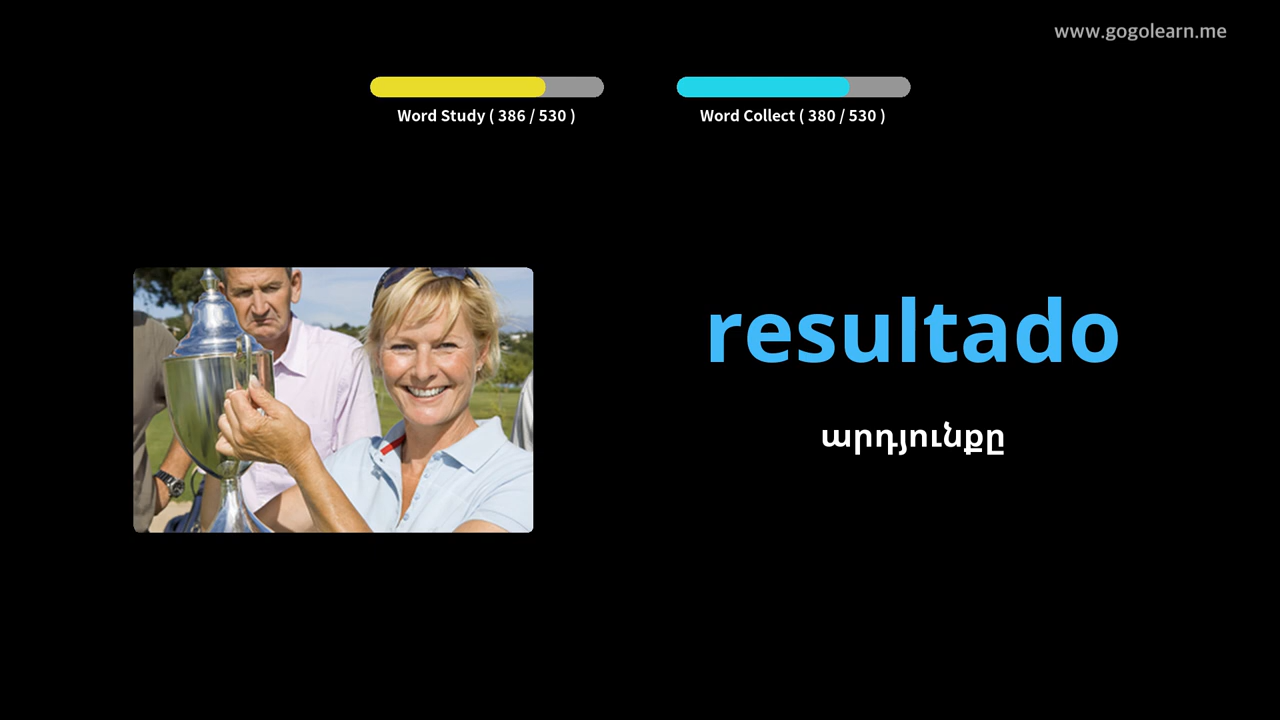 www.gogolearn.me
Word Study ( 386 / 530 )
Word Collect ( 380 / 530 )
resultado
արդյունքը